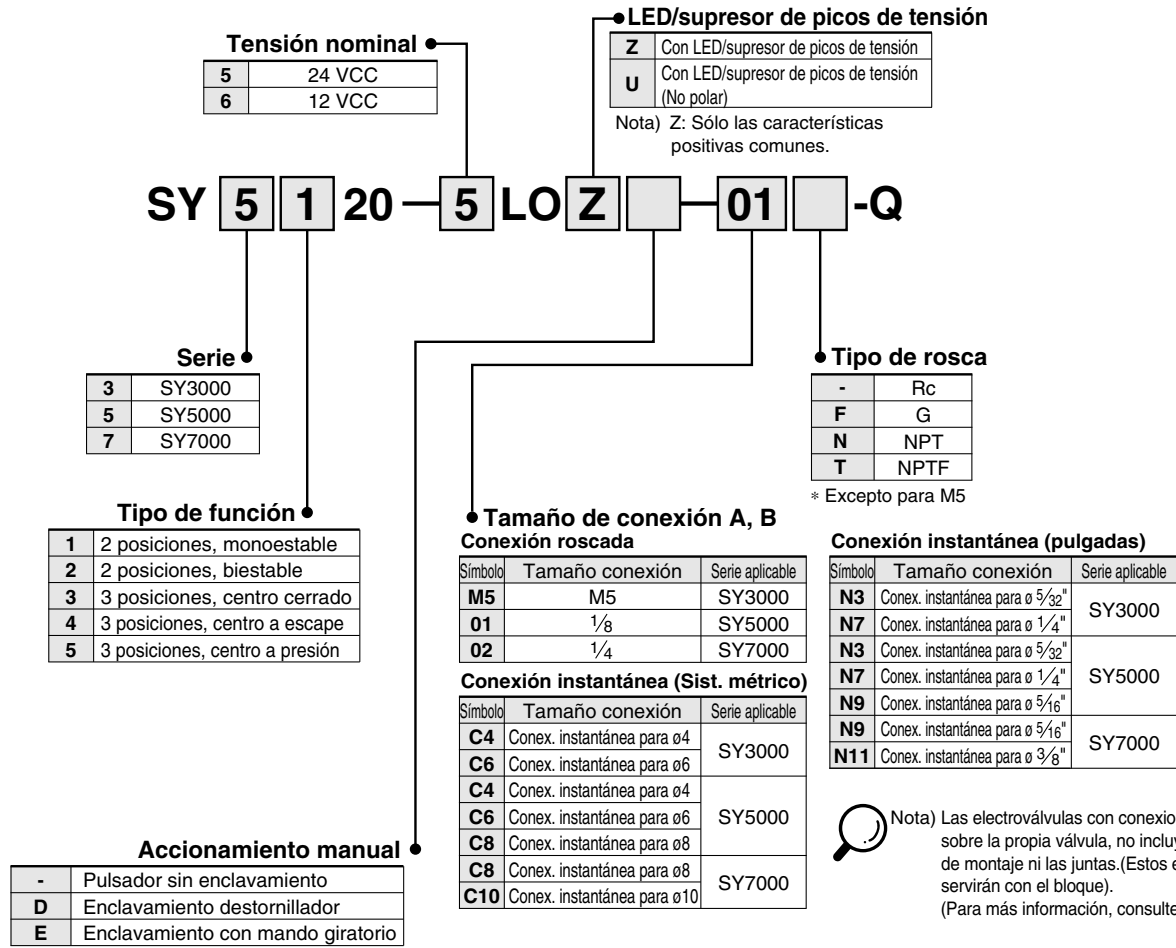 LED/supresor de picos de tensión
Z Con LED/supresor de picos de tensión
U Con LED/supresor de picos de tensión
(No polar)
Nota) Z: Sólo las características
positivas comunes.
Tensión nominal
5 24 VCC
6 12 VCC
SY 5 1 20 — 5 LO Z — 01 -Q
Serie
3 SY3000
5 SY5000
7 SY7000
Tipo de función
1 2 posiciones, monoestable
2 2 posiciones, biestable
3 3 posiciones, centro cerrado
4 3 posiciones, centro a escape
5 3 posiciones, centro a presión
Accionamiento manual
- Pulsador sin enclavamiento
D Enclavamiento destornillador
E Enclavamiento con mando giratorio
Tipo de rosca
- Rc
F G
N NPT
T NPTF
* Excepto para M5
Tamaño de conexión A, B
Conexión roscada
Símbolo Tamaño conexión Serie aplicable
M5 M5 SY3000
01 1/8 SY5000
02 1/4 SY7000
Conexión instantánea (Sist. métrico)
Símbolo Tamaño conexión Serie aplicable
C4 Conex. instantánea para ø4 SY3000
C6 Conex. instantánea para ø6
C4 Conex. instantánea para ø4 SY5000
C6 Conex. instantánea para ø6
C8 Conex. instantánea para ø8
C8 Conex. instantánea para ø8 SY7000
C10 Conex. instantánea para ø10
Conexión instantánea (pulgadas)
Símbolo Tamaño conexión Serie aplicable
N3 Conex. instantánea para ø 5/32" SY3000
N7 Conex. instantánea para ø 1/4"
N3 Conex. instantánea para ø 5/32" SY5000
N7 Conex. instantánea para ø 1/4"
N9 Conex. instantánea para ø 5/16"
N9 Conex. instantánea para ø 5/16" SY7000
N11 Conex. instantánea para ø 3/8"
Nota) Las electroválvulas con
sobre la propia válvula, no
de montaje ni las juntas.(Estos
servirán con el bloque).
(Para más información,